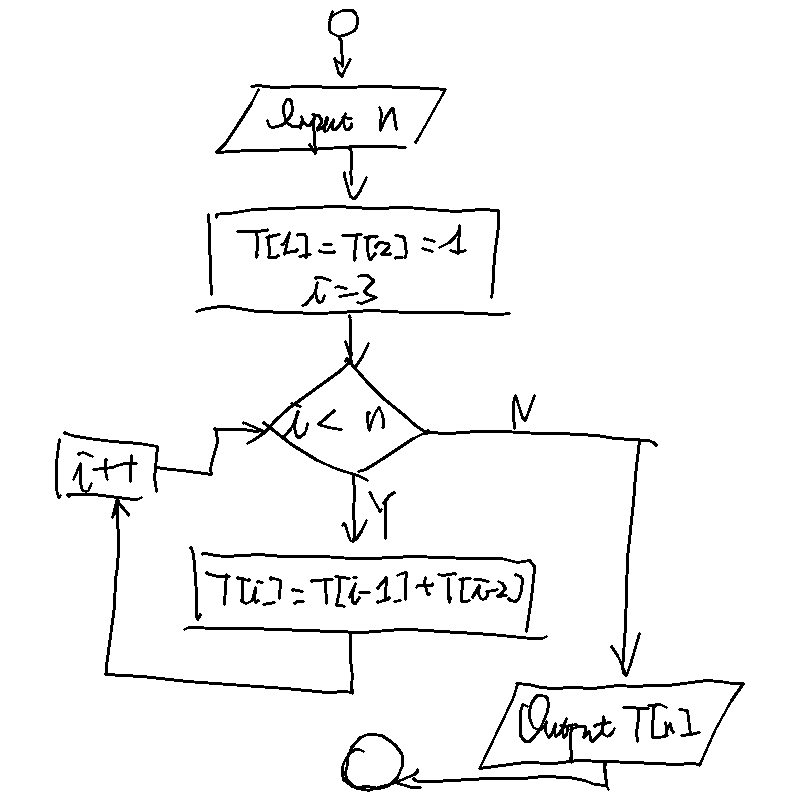 Input n
T[1]=T[2]=1
i=3
i< n
N
i++
Y
T[i]=T[i-1]+T[i-2]
Output T[n]